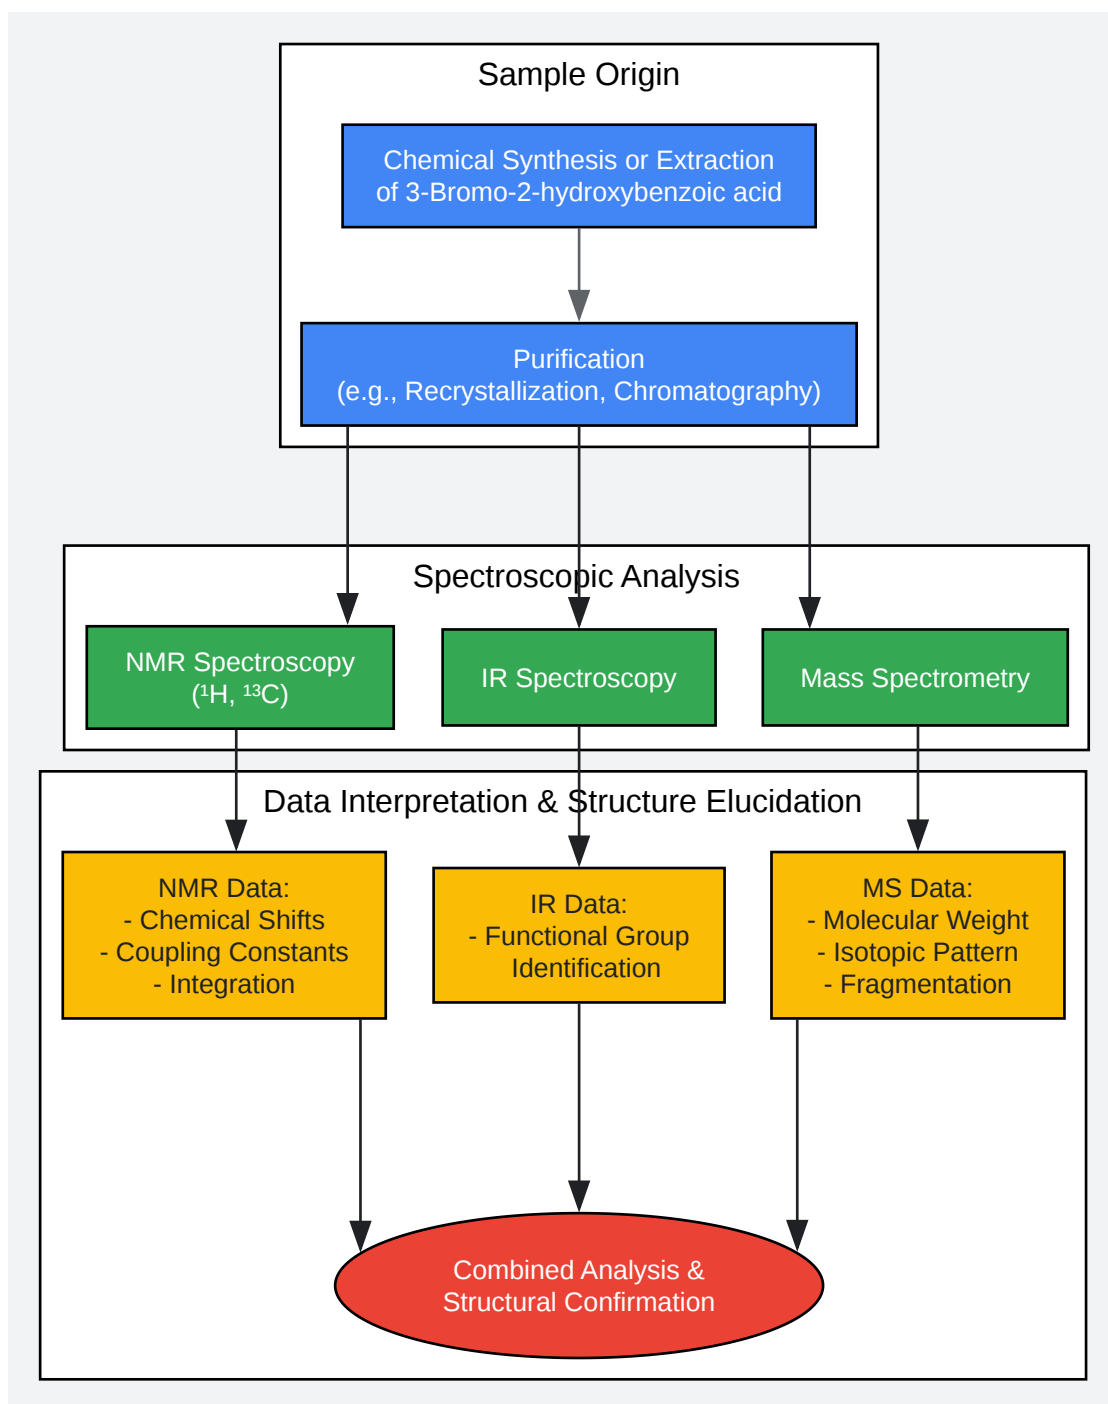 Sample Origin
Chemical Synthesis or Extraction
of 3-Bromo-2-hydroxybenzoic acid
Purification
(e.g., Recrystallization, Chromatography)
Spectroscopic Analysis
NMR Spectroscopy
(¹H, ¹³C)
IR Spectroscopy
Mass Spectrometry
Data Interpretation & Structure Elucidation
NMR Data:
- Chemical Shifts
- Coupling Constants
- Integration
IR Data:
- Functional Group
Identification
MS Data:
- Molecular Weight
- Isotopic Pattern
- Fragmentation
Combined Analysis &
Structural Confirmation